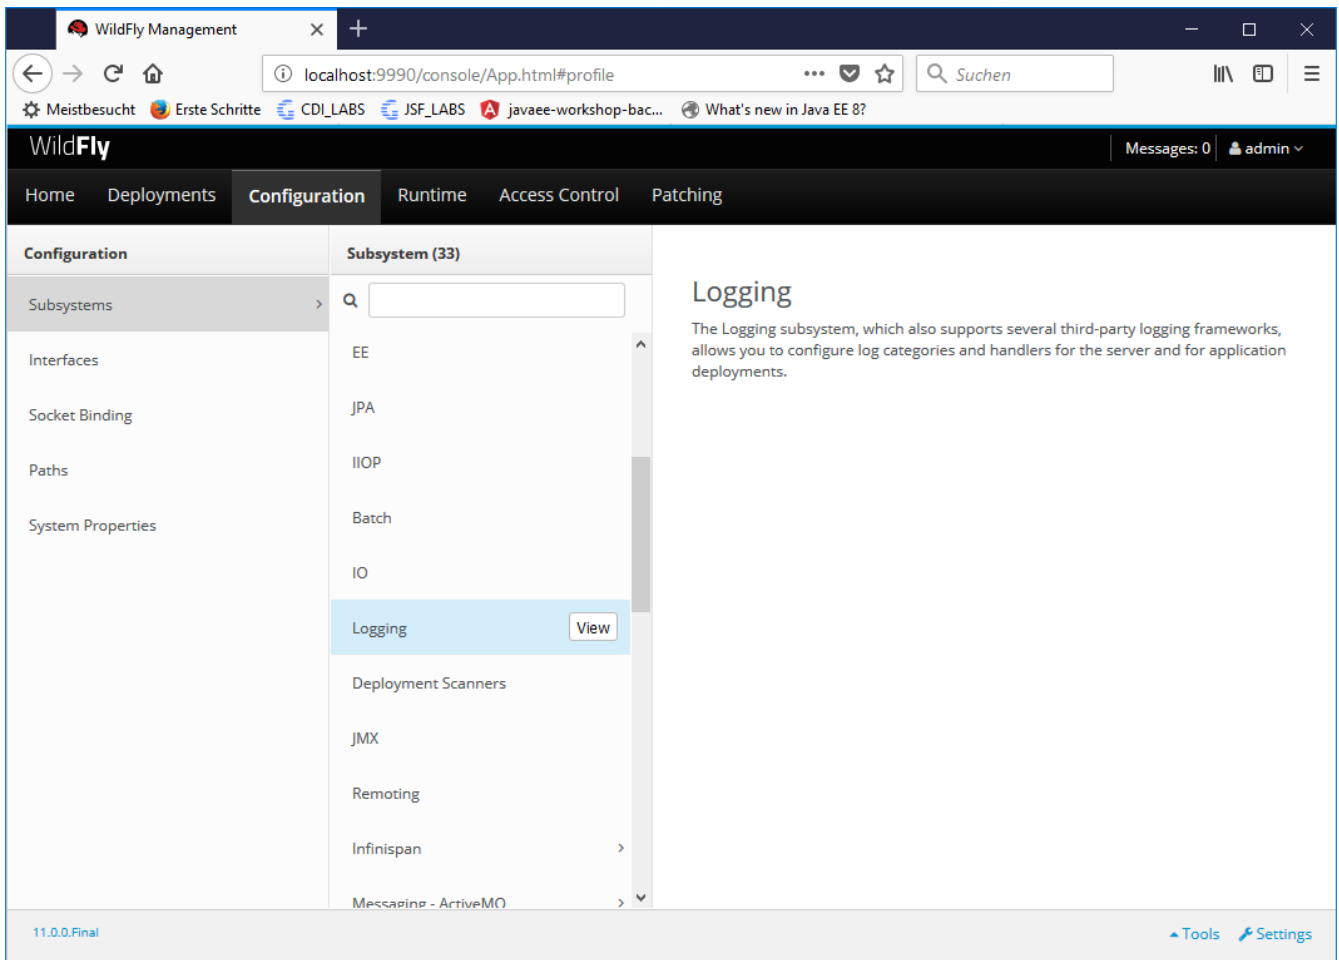 WildFly Management
localhost:9990/console/App.html#profile
Suchen
Meistbesucht Erste Schritte CDI_LABS JSF_LABS javaee-workshop-bac... What's new in Java EE 8?
WildFly
Messages: 0 admin
Home Deployments Configuration Runtime Access Control Patching
Configuration
Subsystems
Interfaces
Socket Binding
Paths
System Properties
Subsystem (33)
EE
JPA
IIOP
Batch
IO
Logging View
Deployment Scanners
JMX
Remoting
Infinispan
Messaging - ActiveMQ
Logging
The Logging subsystem, which also supports several third-party logging frameworks,
allows you to configure log categories and handlers for the server and for application
deployments.
11.0.0.Final
Tools Settings